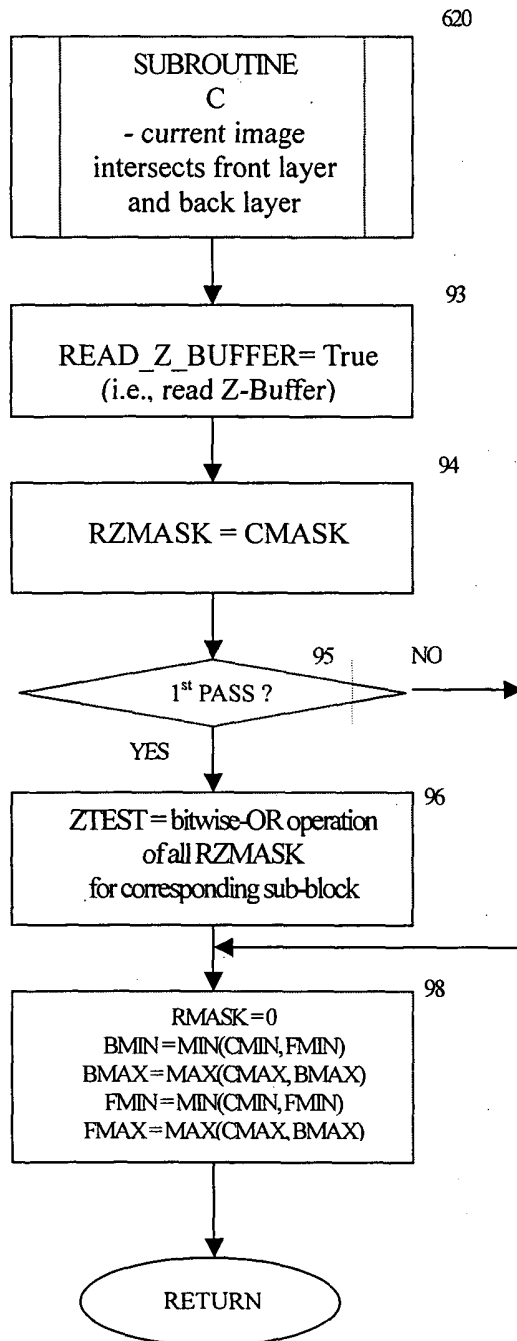 620
SUBROUTINE
C
- current image
intersects front layer
and back layer
93
READ_Z_BUFFER= True
(i.e., read Z-Buffer)
94
RZMASK = CMASK
95
NO
1st PASS ?
YES
96
ZTEST = bitwise-OR operation
of all RZMASK
for corresponding sub-block
98
RMASK=0
BMIN=MIN(CMIN, FMIN)
BMAX=MAX(CMAX, BMAX)
FMIN=MIN(CMIN, FMIN)
FMAX=MAX(CMAX, BMAX)
RETURN